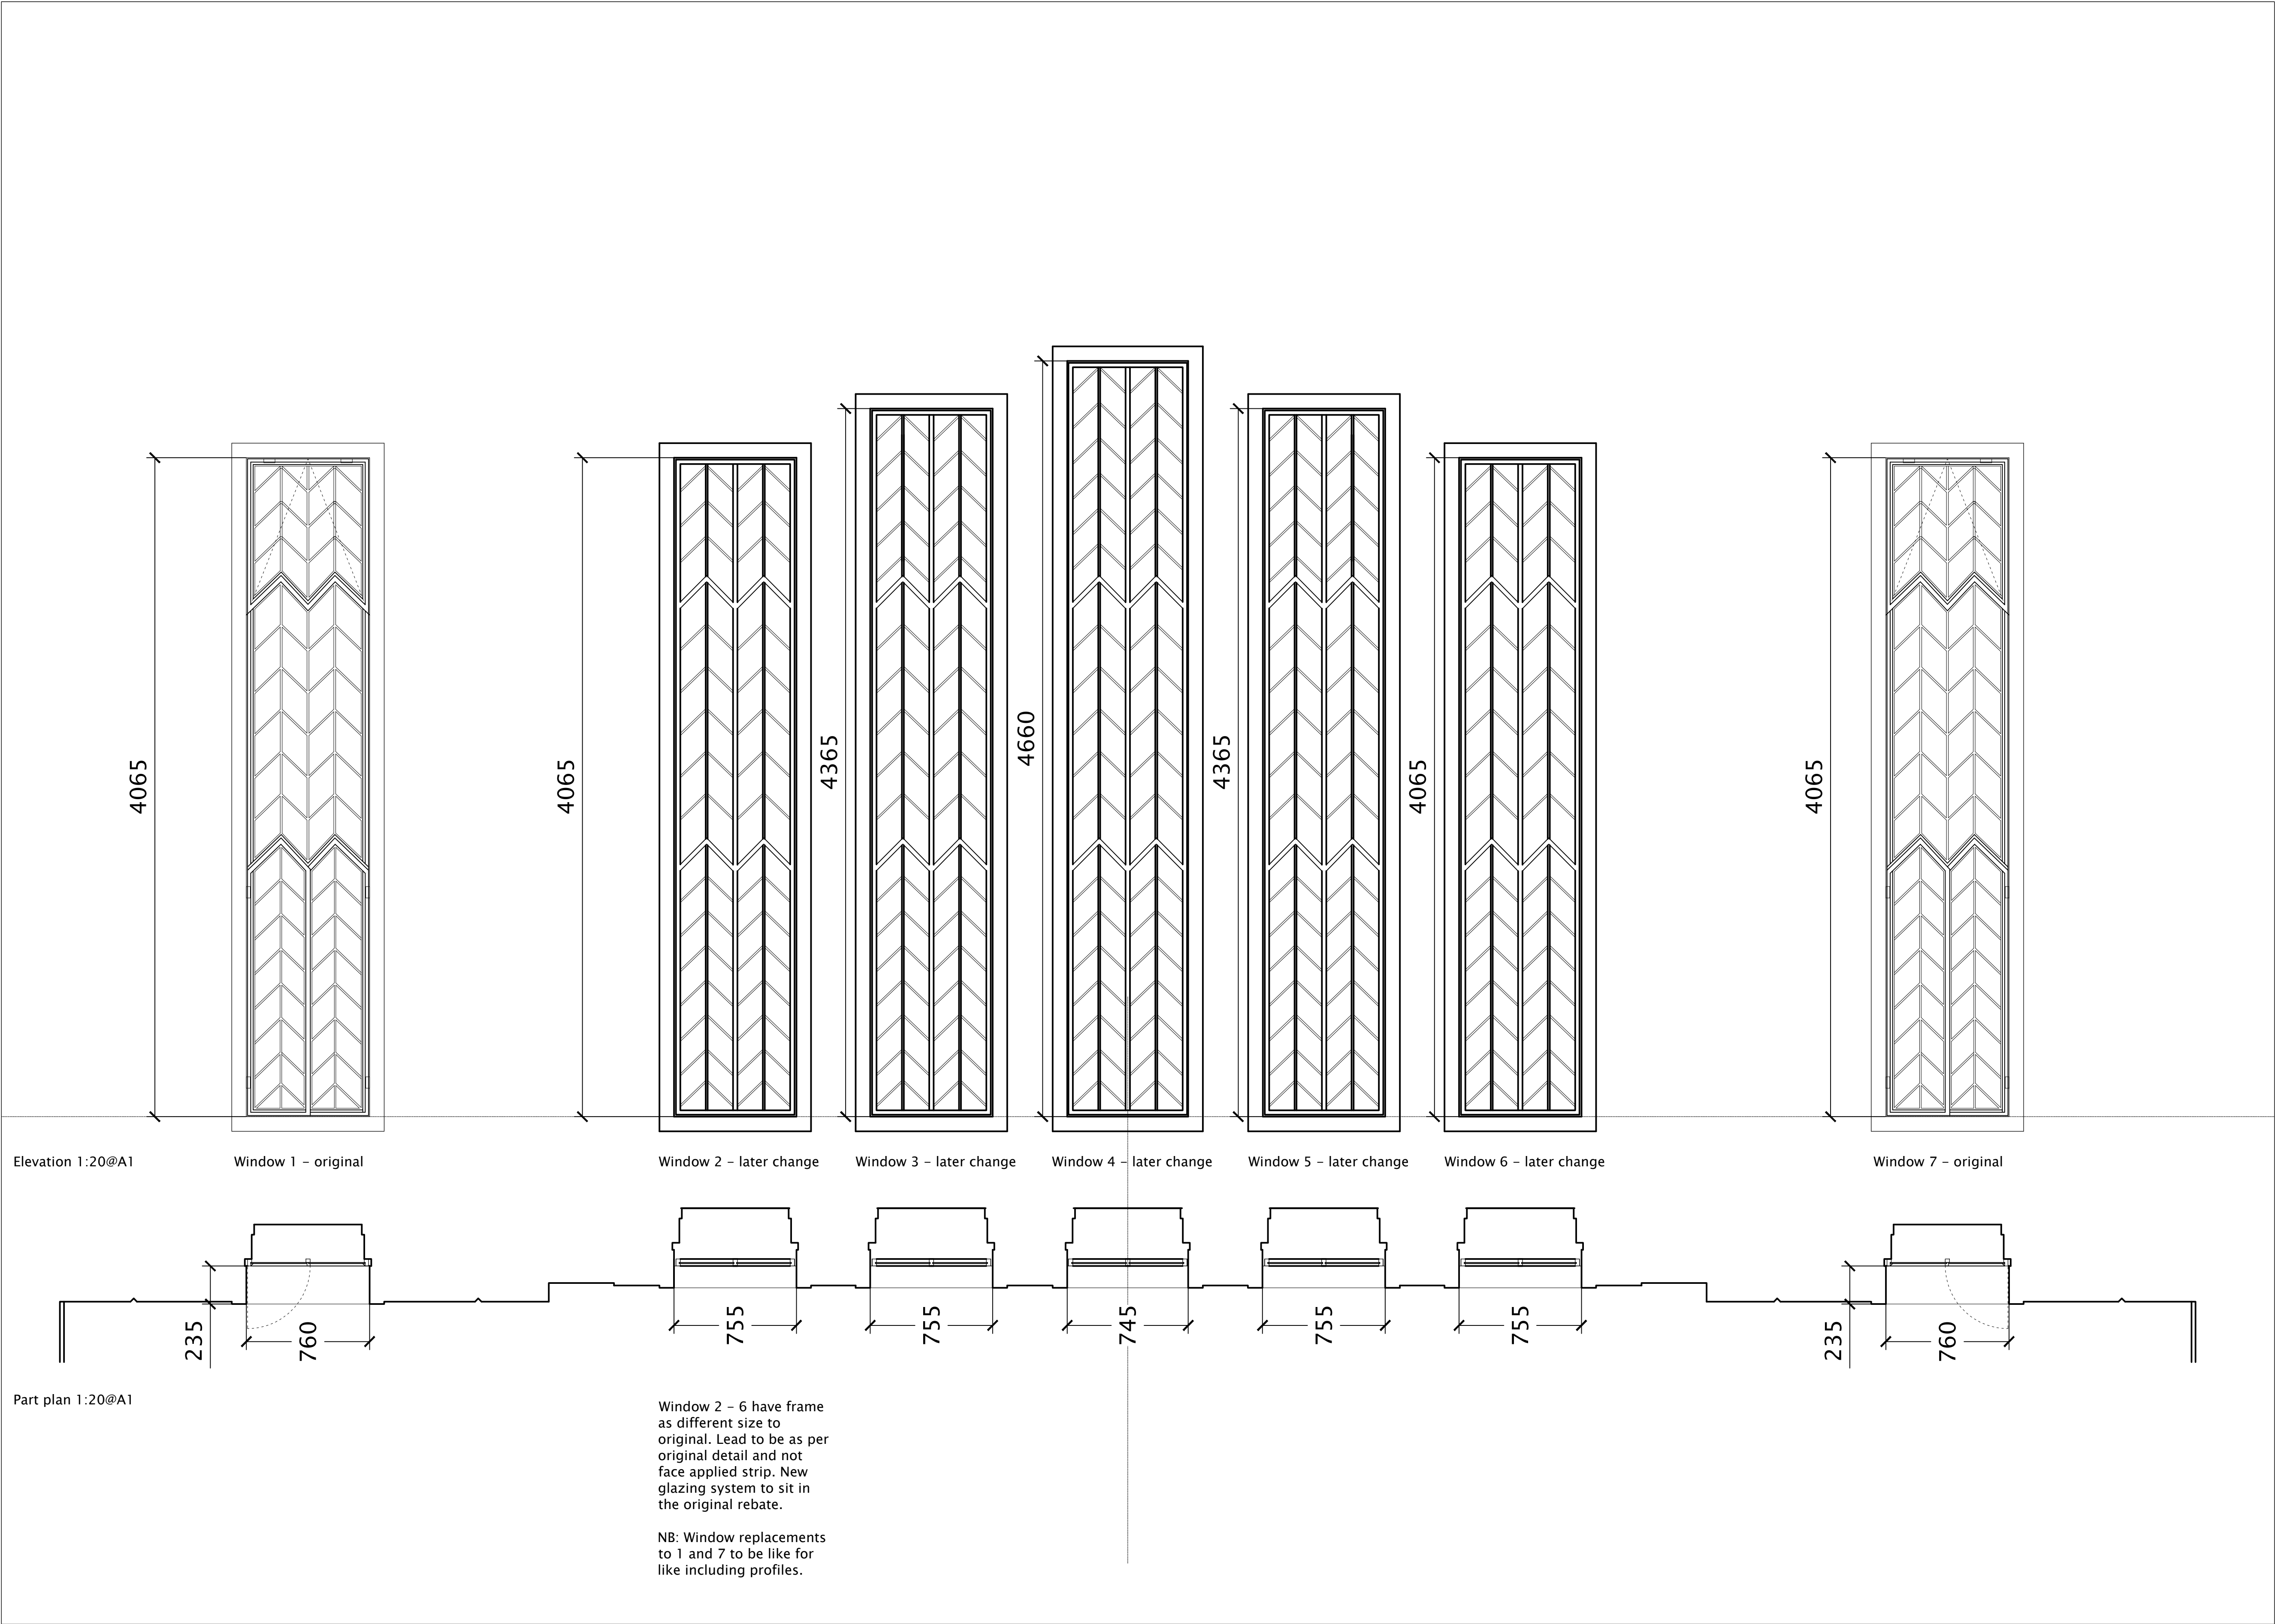 4660
4365
4365
4065
4065
4065
4065
Elevation 1:20@A1
Window 1 – original
Window 2 – later change
Window 3 – later change
Window 4 – later change
Window 5 – later change
Window 6 – later change
Window 7 – original
235
760
755
755
745
755
755
235
760
Part plan 1:20@A1
Window 2 – 6 have frame
as different size to
original. Lead to be as per
original detail and not
face applied strip. New
glazing system to sit in
the original rebate.
NB: Window replacements
to 1 and 7 to be like for
like including profiles.